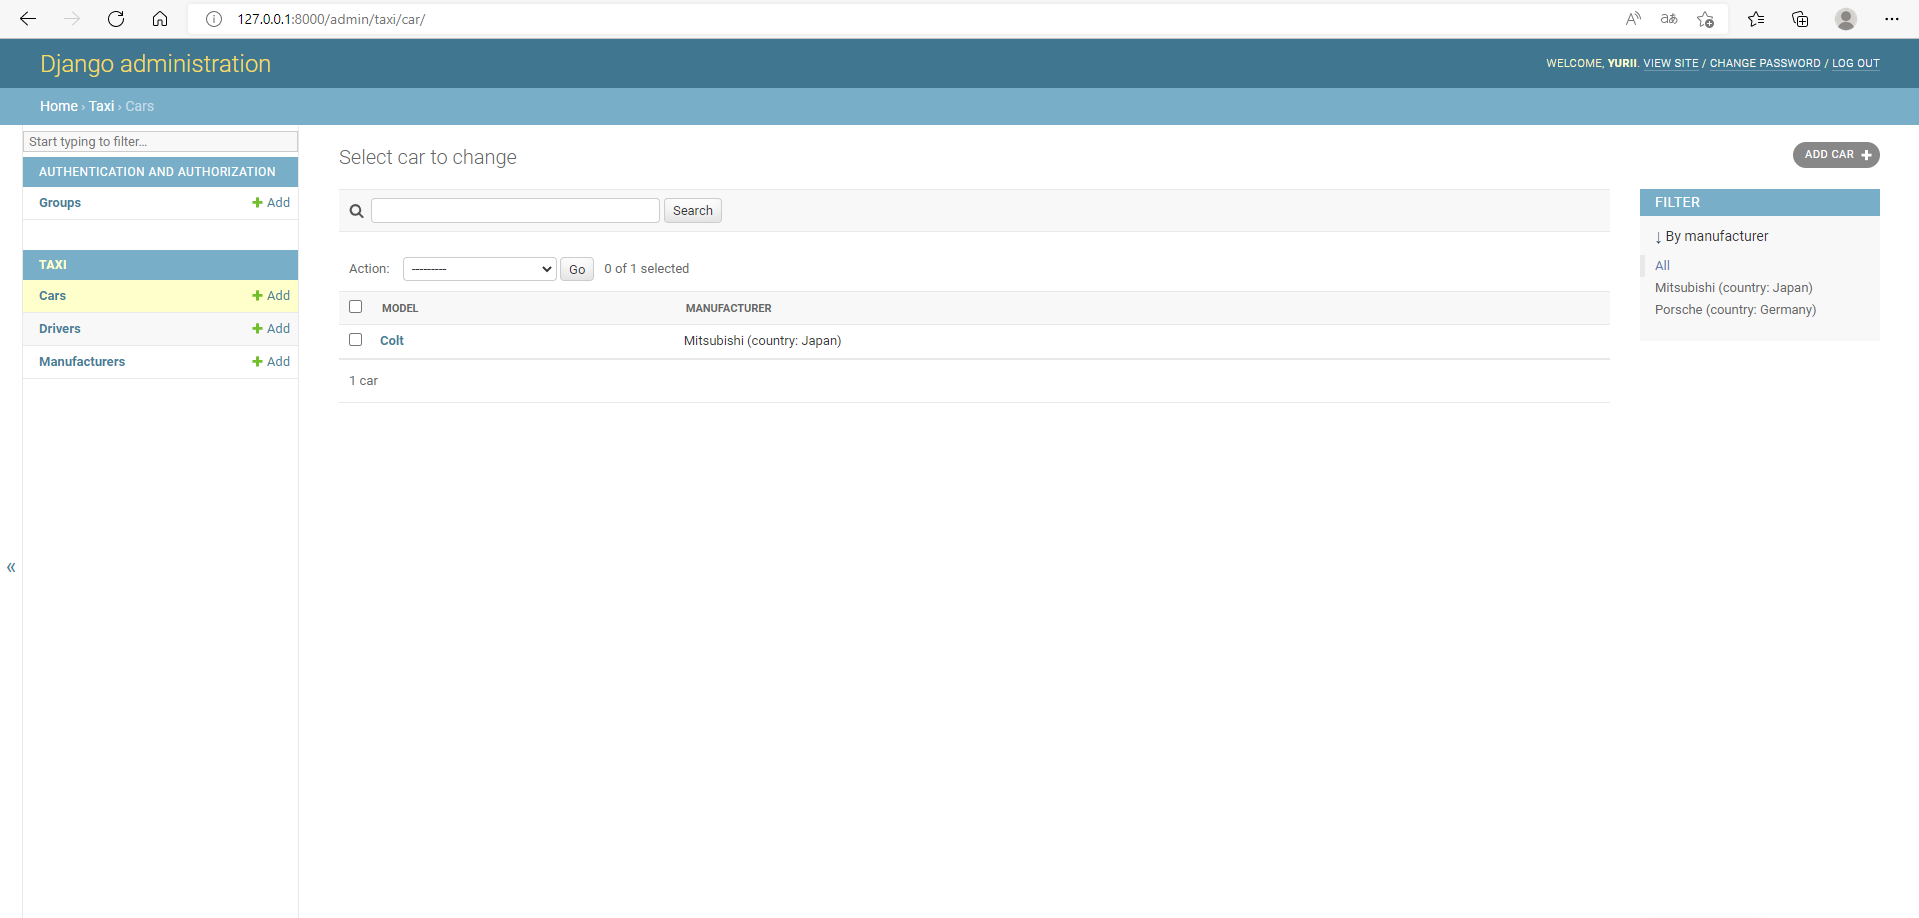 127.0.0.1:8000/admin/taxi/car/
Django administration
WELCOME, YURII. VIEW SITE / CHANGE PASSWORD / LOG OUT
Home › Taxi › Cars
Start typing to filter...
AUTHENTICATION AND AUTHORIZATION
Groups + Add
TAXI
Cars + Add
Drivers + Add
Manufacturers + Add
«
Select car to change
ADD CAR +
Search
Action: --------- Go 0 of 1 selected
MODEL MANUFACTURER
Colt Mitsubishi (country: Japan)
1 car
FILTER
↓ By manufacturer
All
Mitsubishi (country: Japan)
Porsche (country: Germany)